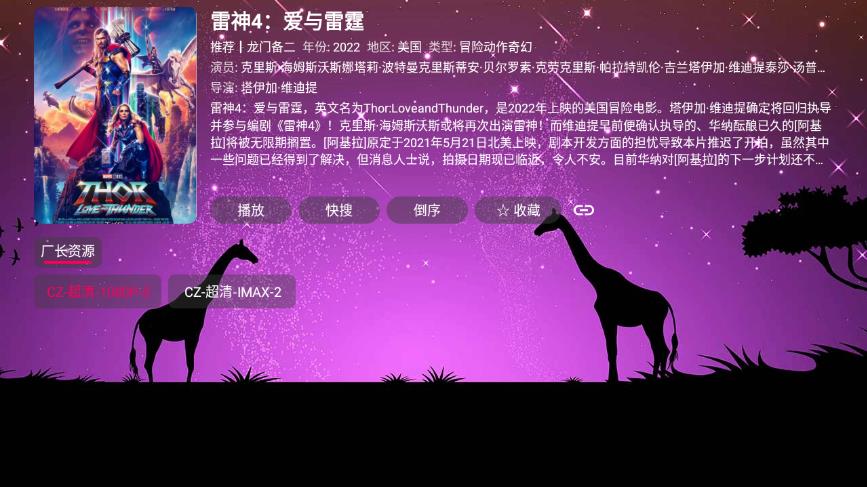 雷神4：爱与雷霆
推荐 | 龙门备二 年份: 2022 地区: 美国 类型: 冒险动作奇幻
演员: 克里斯·海姆斯沃斯娜塔莉·波特曼克里斯蒂安·贝尔罗素·克劳克里斯·帕拉特凯伦·吉兰塔伊加·维迪提泰莎·汤普...
导演: 塔伊加·维迪提
雷神4：爱与雷霆，英文名为Thor:LoveandThunder，是2022年上映的美国冒险电影。塔伊加·维迪提确定将回归执导
并参与编剧《雷神4》！克里斯·海姆斯沃斯或将再次出演雷神！而维迪提早前便确认执导的、华纳酝酿已久的[阿基
拉]将被无限期搁置。[阿基拉]原定于2021年5月21日北美上映，剧本开发方面的担忧导致本片推迟了开拍，虽然其中
一些问题已经得到了解决，但消息人士说，拍摄日期现已临近，令人不安。目前华纳对[阿基拉]的下一步计划还不...
播放 快搜 倒序 ☆ 收藏
THOR
LOVE AND THUNDER
厂长资源
CZ-超清-1080P-0 CZ-超清-IMAX-2